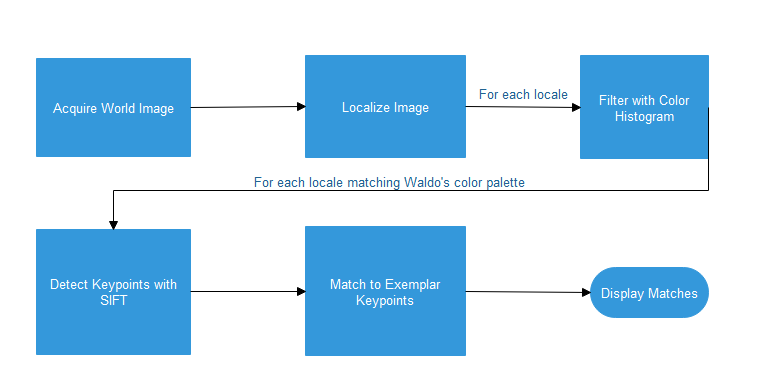 Acquire World Image
Localize Image
For each locale
Filter with Color
Histogram
For each locale matching Waldo's color palette
Detect Keypoints with
SIFT
Match to Exemplar
Keypoints
Display Matches